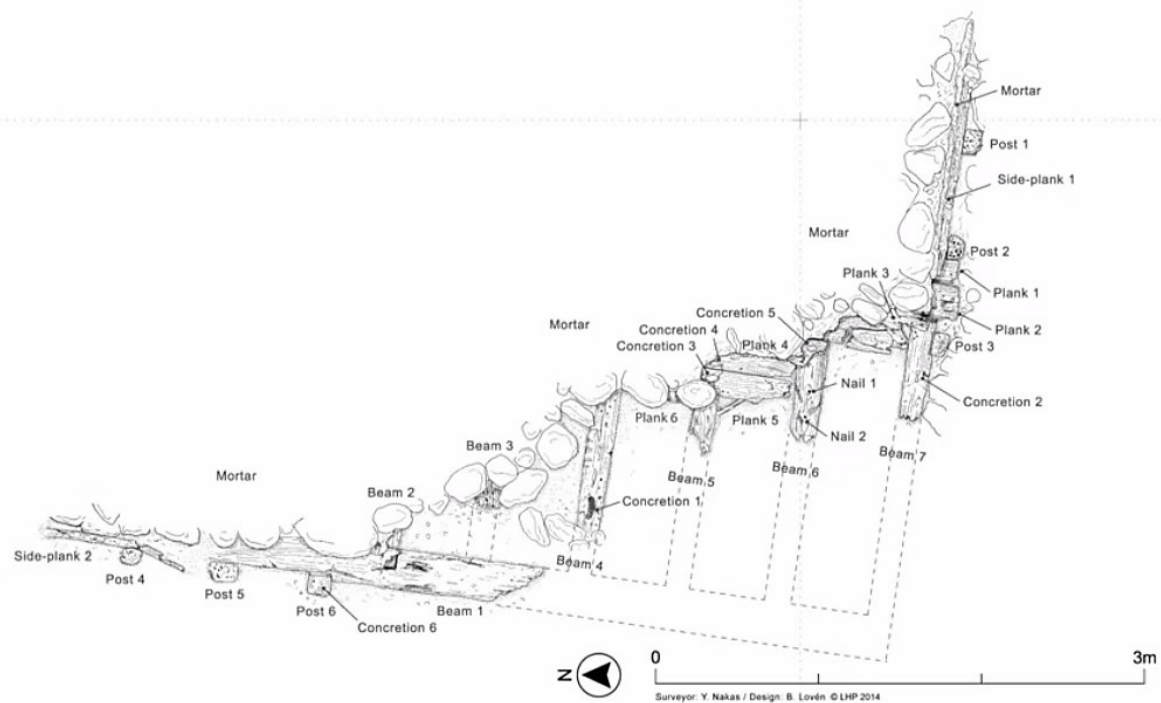 Mortar
Post 1
Side-plank 1
Mortar
Post 2
Plank 3
Plank 1
Concretion 5
Mortar
Concretion 4
Plank 4
Plank 2
Concretion 3
Post 3
Nail 1
Concretion 2
Plank 6
Plank 5
Nail 2
Beam 3
Beam 7
Beam 6
Mortar
Beam 5
Beam 2
Concretion 1
Side-plank 2
Beam 4
Post 4
Post 5
Post 6
Beam 1
Concretion 6
N
0
3m
Surveyor: Y. Nakas / Design: B. Lovén © LHP 2014